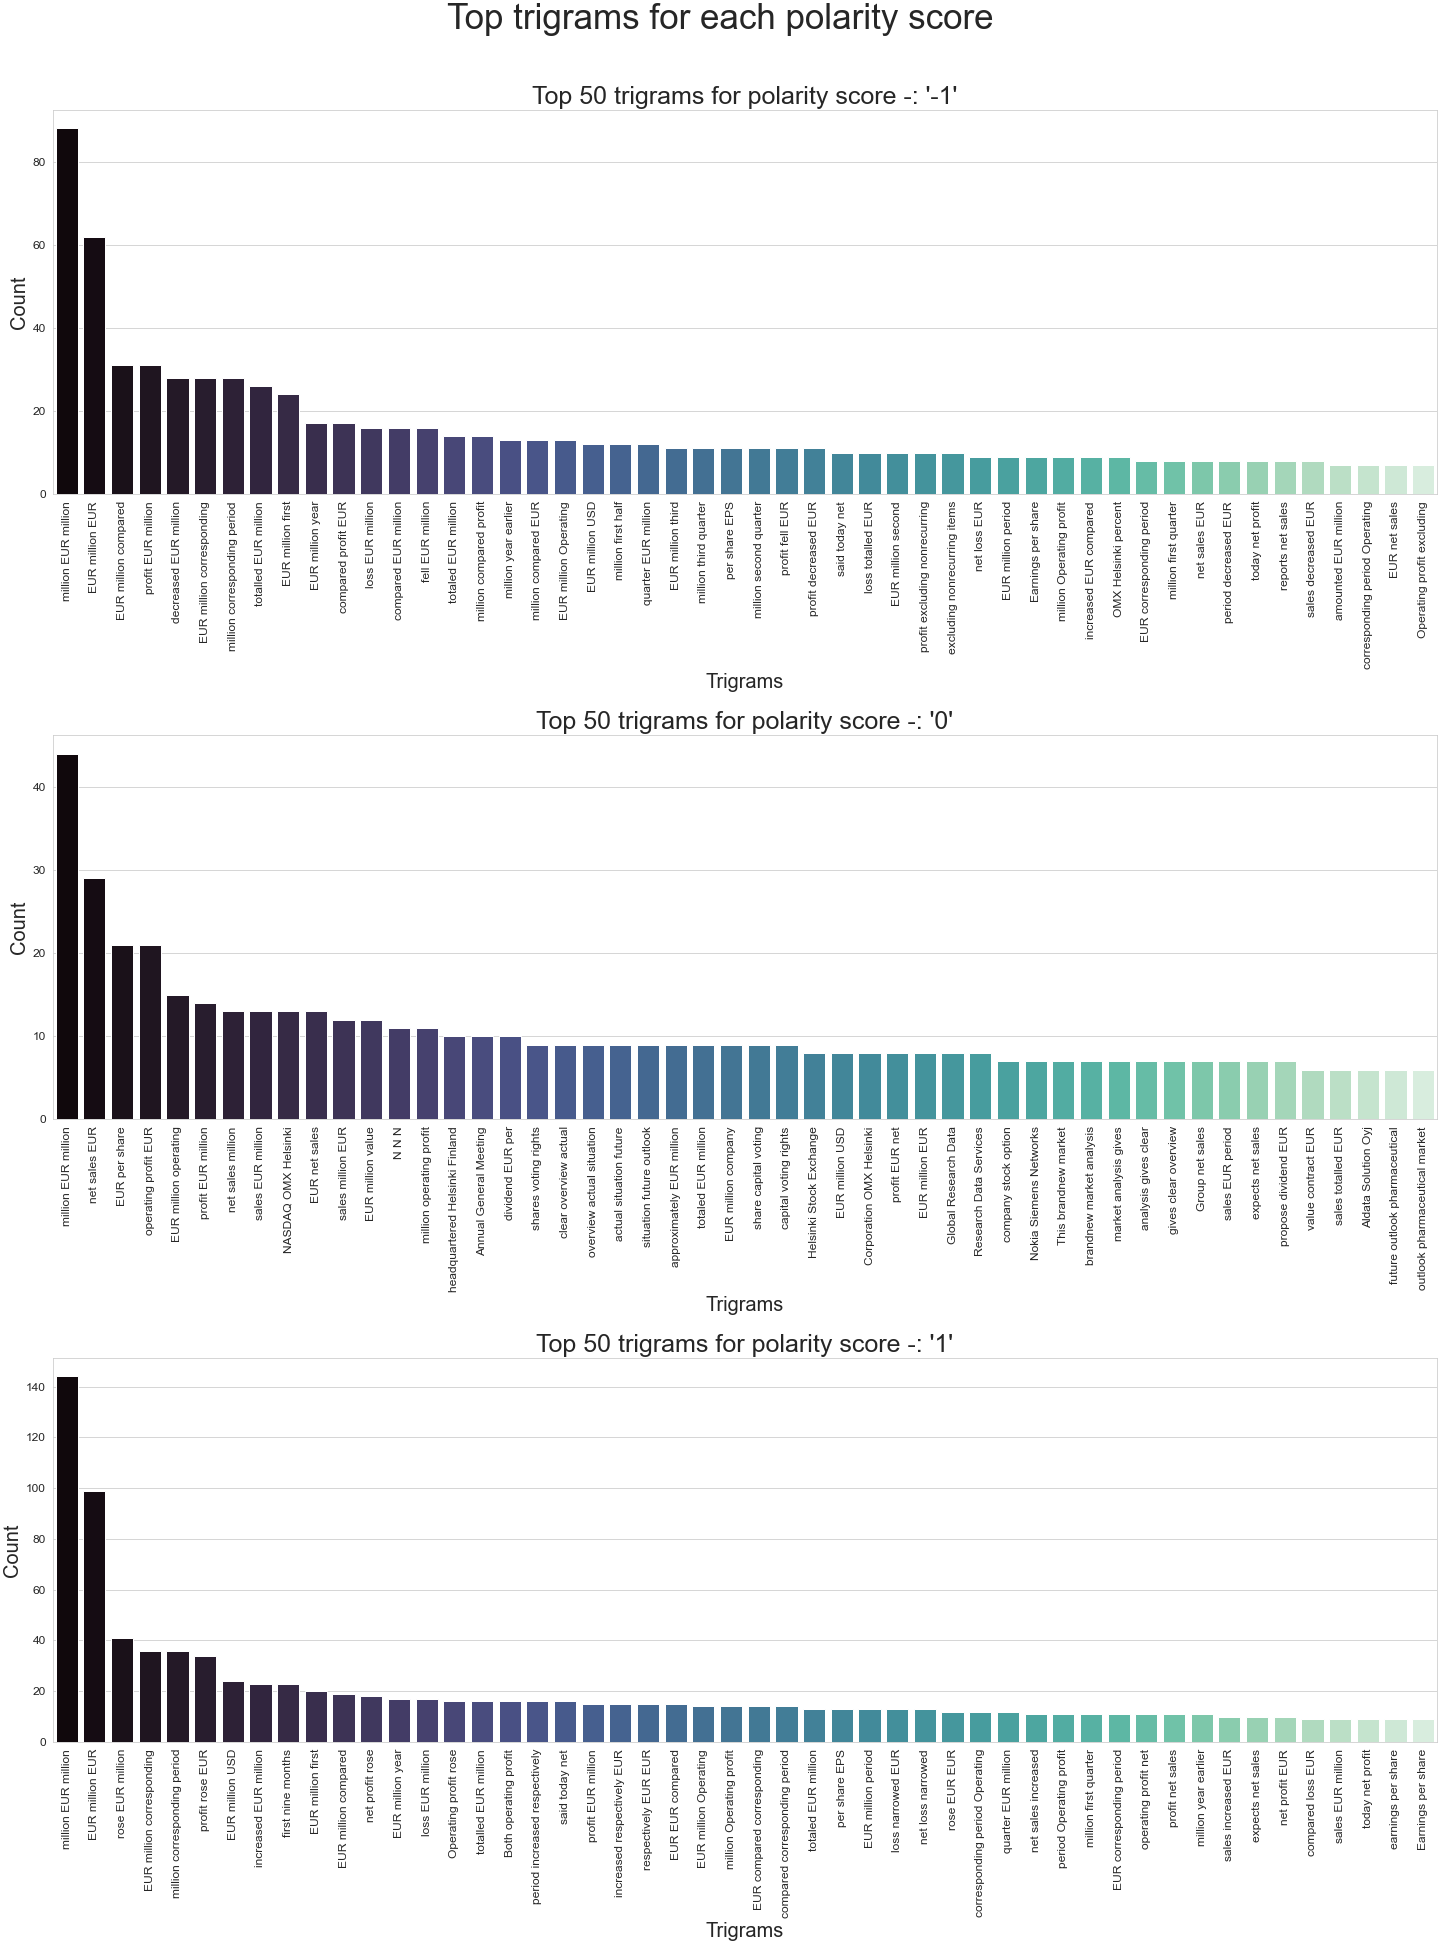 Top trigrams for each polarity score
Top 50 trigrams for polarity score -: '-1'
Count
80
60
40
20
0
million EUR million
EUR million EUR
EUR million compared
profit EUR million
decreased EUR million
EUR million corresponding
million corresponding period
totalled EUR million
EUR million first
EUR million year
compared profit EUR
loss EUR million
compared EUR million
fell EUR million
totaled EUR million
million compared profit
million year earlier
million compared EUR
EUR million Operating
EUR million USD
million first half
quarter EUR million
EUR million third
million third quarter
per share EPS
million second quarter
profit fell EUR
profit decreased EUR
said today net
loss totalled EUR
EUR million second
profit excluding nonrecurring
excluding nonrecurring items
net loss EUR
EUR million period
Earnings per share
million Operating profit
increased EUR compared
OMX Helsinki percent
EUR corresponding period
million first quarter
net sales EUR
period decreased EUR
today net profit
reports net sales
sales decreased EUR
amounted EUR million
corresponding period Operating
EUR net sales
Operating profit excluding
Trigrams
Top 50 trigrams for polarity score -: '0'
Count
40
30
20
10
0
million EUR million
net sales EUR
EUR per share
operating profit EUR
EUR million operating
profit EUR million
net sales million
sales EUR million
NASDAQ OMX Helsinki
EUR net sales
sales million EUR
EUR million value
N N N
million operating profit
headquartered Helsinki Finland
Annual General Meeting
dividend EUR per
shares voting rights
clear overview actual
overview actual situation
actual situation future
situation future outlook
approximately EUR million
totaled EUR million
EUR million company
share capital voting
capital voting rights
Helsinki Stock Exchange
EUR million USD
Corporation OMX Helsinki
profit EUR net
EUR million EUR
Global Research Data
Research Data Services
company stock option
Nokia Siemens Networks
This brandnew market
brandnew market analysis
market analysis gives
analysis gives clear
gives clear overview
Group net sales
sales EUR period
expects net sales
propose dividend EUR
value contract EUR
sales totalled EUR
Aldata Solution Oyj
future outlook pharmaceutical
outlook pharmaceutical market
Trigrams
Top 50 trigrams for polarity score -: '1'
Count
140
120
100
80
60
40
20
0
million EUR million
EUR million EUR
rose EUR million
EUR million corresponding
million corresponding period
profit rose EUR
EUR million USD
increased EUR million
first nine months
EUR million first
EUR million compared
net profit rose
EUR million year
loss EUR million
Operating profit rose
totalled EUR million
Both operating profit
period increased respectively
said today net
profit EUR million
increased respectively EUR
respectively EUR EUR
EUR EUR compared
EUR million Operating
million Operating profit
EUR compared corresponding
compared corresponding period
totaled EUR million
per share EPS
EUR million period
loss narrowed EUR
net loss narrowed
rose EUR EUR
corresponding period Operating
quarter EUR million
net sales increased
period Operating profit
million first quarter
EUR corresponding period
operating profit net
profit net sales
million year earlier
sales increased EUR
expects net sales
net profit EUR
compared loss EUR
sales EUR million
today net profit
earnings per share
Earnings per share
Trigrams